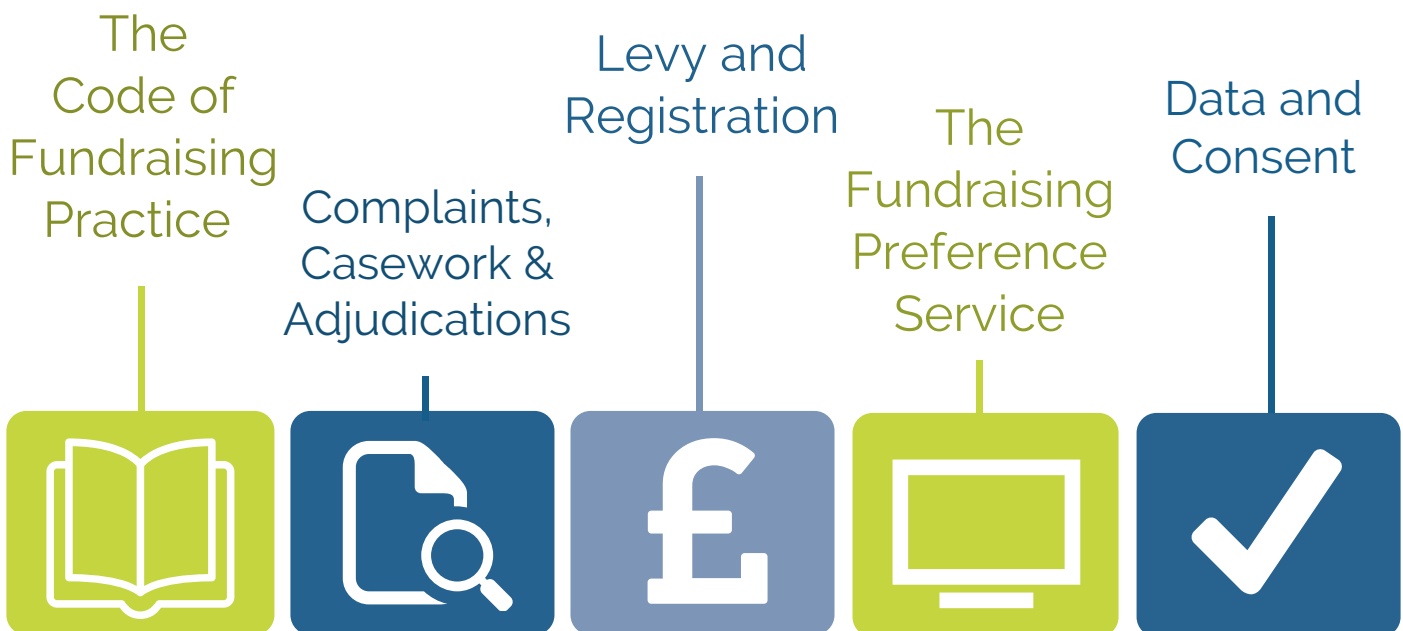 The
Code of
Fundraising
Practice
Complaints,
Casework &
Adjudications
Levy and
Registration
The
Fundraising
Preference
Service
Data and
Consent
£